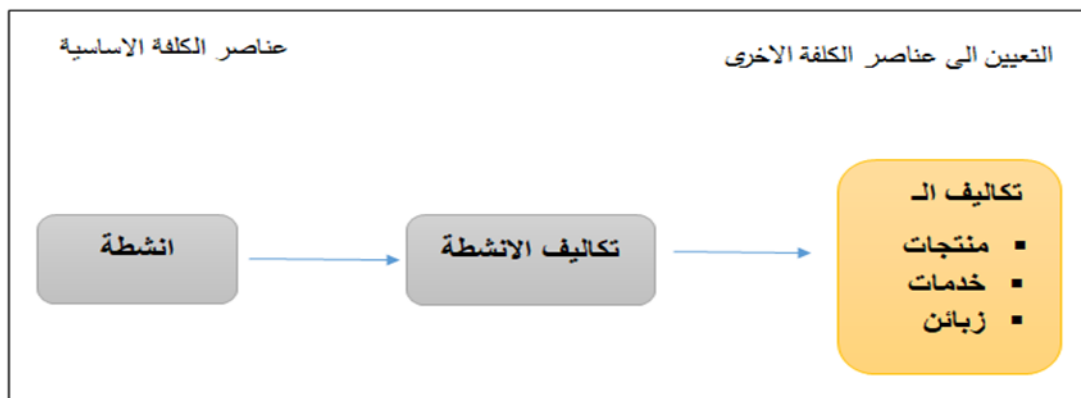 التعيين الى عناصر الكلفة الاخرى
عناصر الكلفة الاساسية
انشطة
تكاليف الانشطة
تكاليف الـ
▪ منتجات
▪ خدمات
▪ زبائن